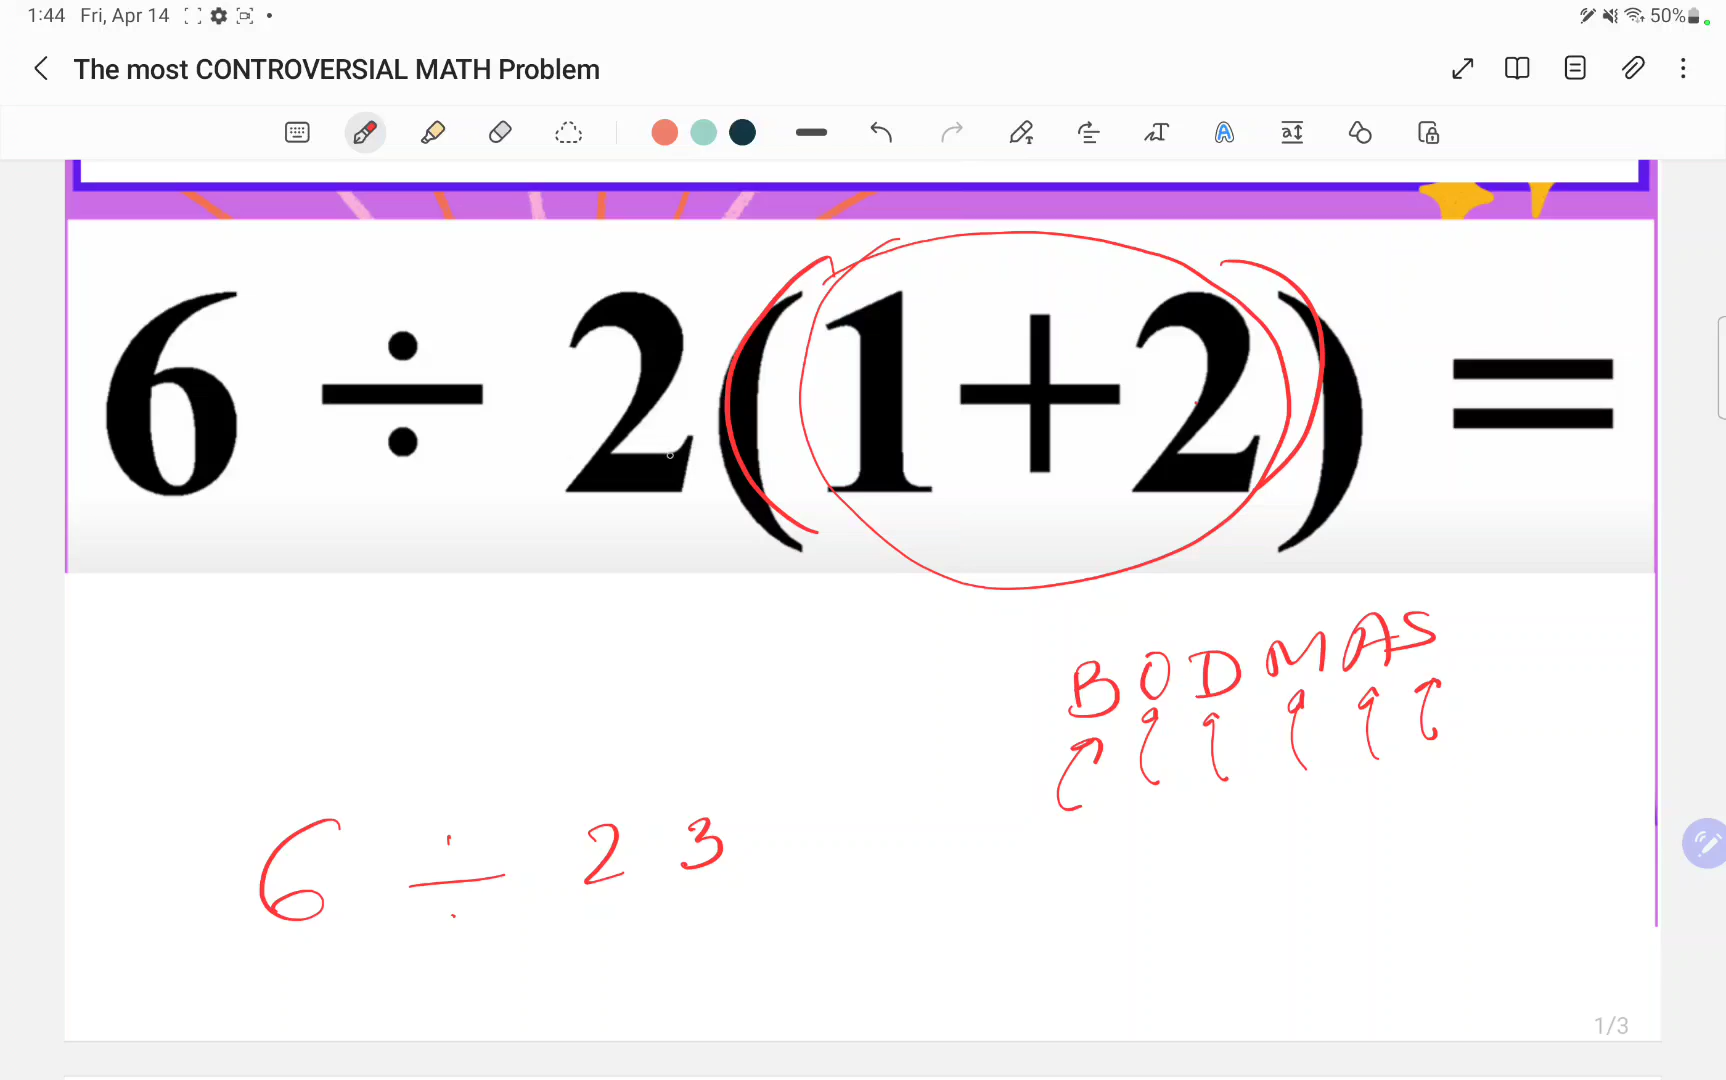 1:44 Fri, Apr 14 50%
The most CONTROVERSIAL MATH Problem
6 ÷ 2(1+2) =
BODMAS
6 ÷ 2 3
1/3